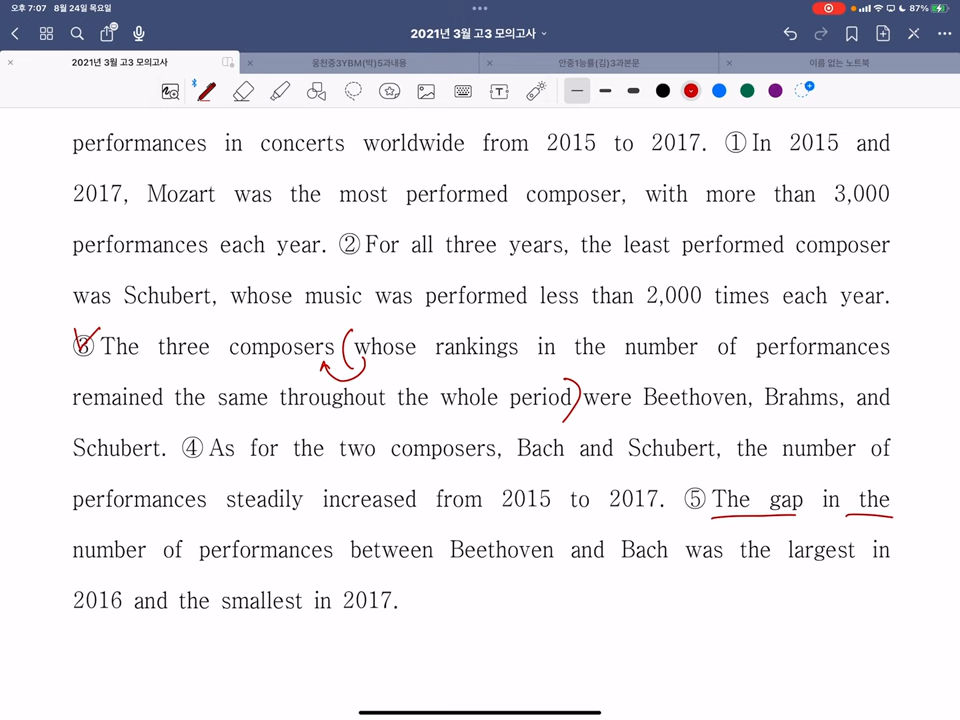 오후 7:07 8월 24일 목요일 87%
2021년 3월 고3 모의고사
2021년 3월 고3 모의고사 웅천중3YBM(박)5과내용 안중1능률(김)3과본문 이름 없는 노트북
performances in concerts worldwide from 2015 to 2017. ① In 2015 and
2017, Mozart was the most performed composer, with more than 3,000
performances each year. ② For all three years, the least performed composer
was Schubert, whose music was performed less than 2,000 times each year.
③ The three composers (whose rankings in the number of performances
remained the same throughout the whole period) were Beethoven, Brahms, and
Schubert. ④ As for the two composers, Bach and Schubert, the number of
performances steadily increased from 2015 to 2017. ⑤ The gap in the
number of performances between Beethoven and Bach was the largest in
2016 and the smallest in 2017.